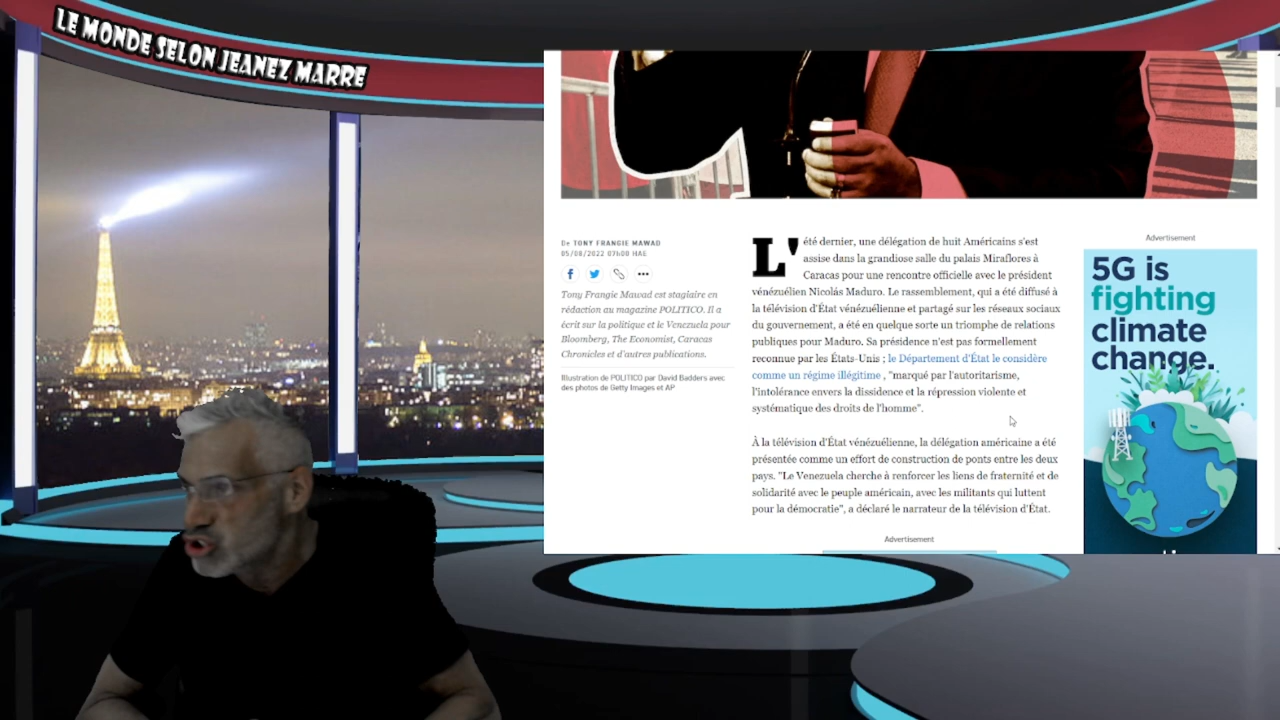 LE MONDE SELON JEANEZ MARRE
De TONY FRANGIE MAWAD
05/08/2022 07h00 HAE
Tony Frangie Mawad est stagiaire en
rédaction au magazine POLITICO. Il a
écrit sur la politique et le Venezuela pour
Bloomberg, The Economist, Caracas
Chronicles et d'autres publications.
Illustration de POLITICO par David Badders avec
des photos de Getty Images et AP
L'été dernier, une délégation de huit Américains s'est
assise dans la grandiose salle du palais Miraflores à
Caracas pour une rencontre officielle avec le président
vénézuélien Nicolás Maduro. Le rassemblement, qui a été diffusé à
la télévision d'État vénézuélienne et partagé sur les réseaux sociaux
du gouvernement, a été en quelque sorte un triomphe de relations
publiques pour Maduro. Sa présidence n'est pas formellement
reconnue par les États-Unis ; le Département d'État le considère
comme un régime illégitime , "marqué par l'autoritarisme,
l'intolérance envers la dissidence et la répression violente et
systématique des droits de l'homme".
À la télévision d'État vénézuélienne, la délégation américaine a été
présentée comme un effort de construction de ponts entre les deux
pays. "Le Venezuela cherche à renforcer les liens de fraternité et de
solidarité avec le peuple américain, avec les militants qui luttent
pour la démocratie", a déclaré le narrateur de la télévision d'État.
Advertisement
Advertisement
5G is
fighting
climate
change.